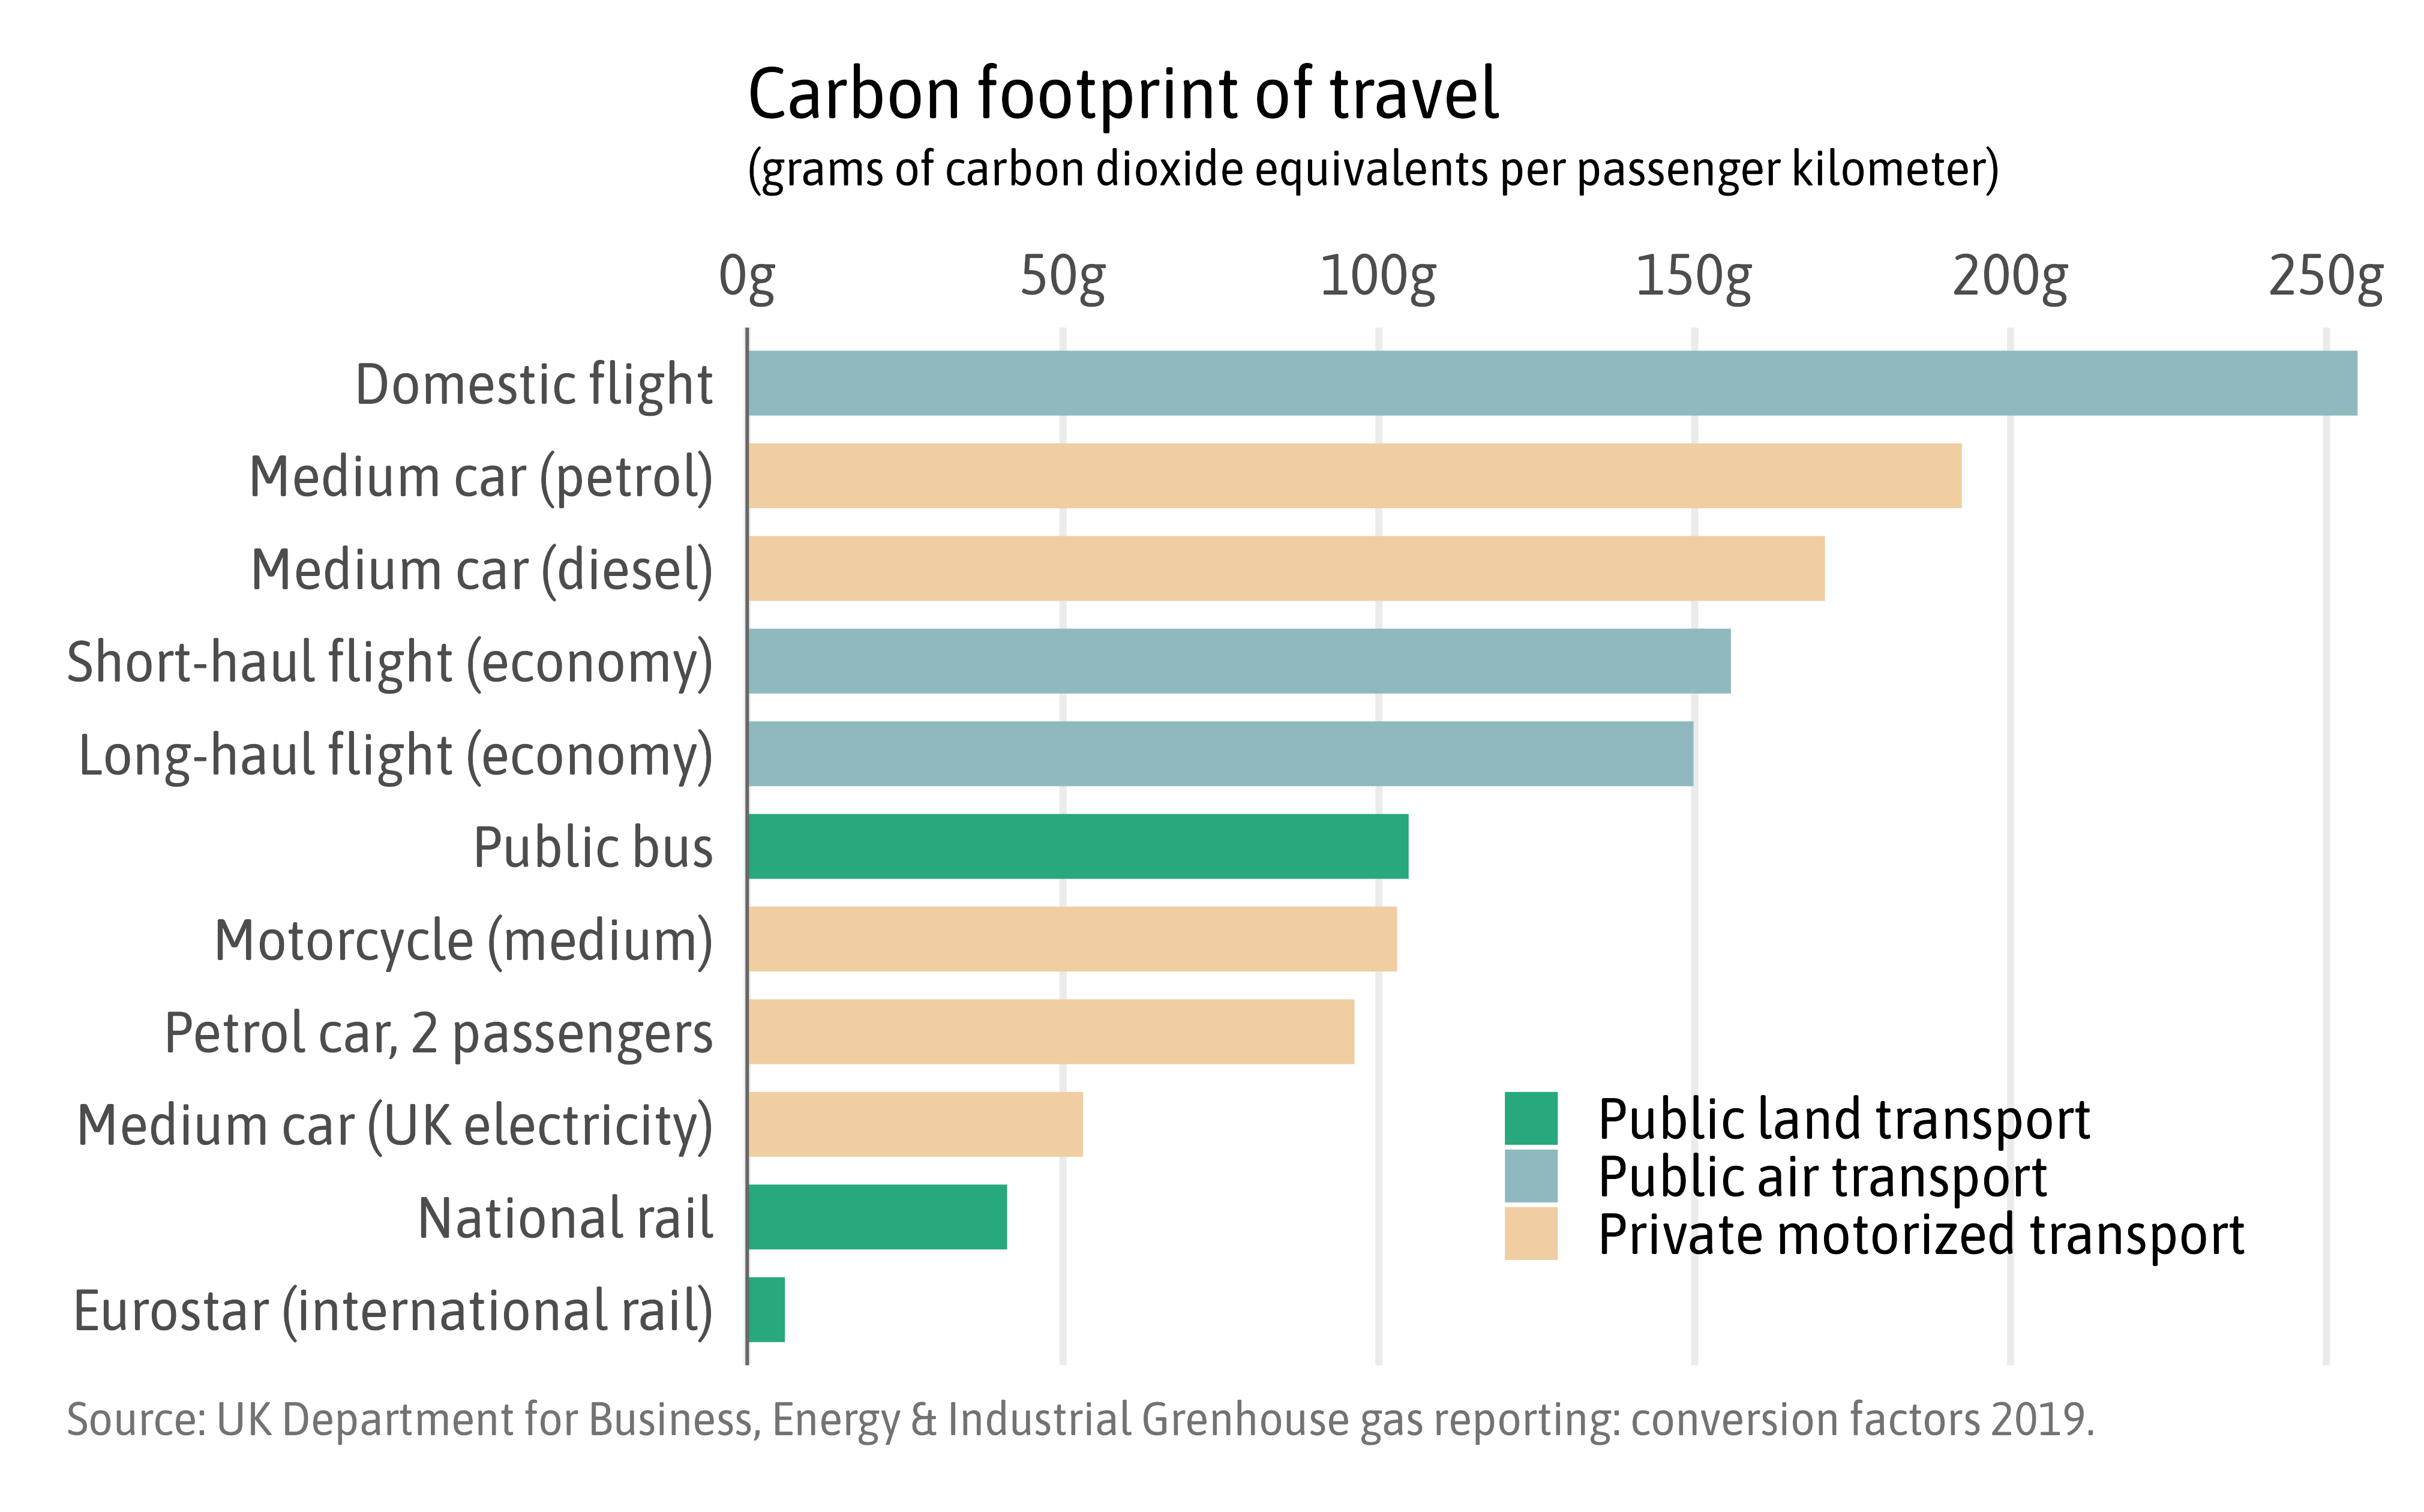 Carbon footprint of travel
(grams of carbon dioxide equivalents per passenger kilometer)
0g 50g 100g 150g 200g 250g
Domestic flight
Medium car (petrol)
Medium car (diesel)
Short-haul flight (economy)
Long-haul flight (economy)
Public bus
Motorcycle (medium)
Petrol car, 2 passengers
Medium car (UK electricity)
National rail
Eurostar (international rail)
Public land transport
Public air transport
Private motorized transport
Source: UK Department for Business, Energy & Industrial Grenhouse gas reporting: conversion factors 2019.